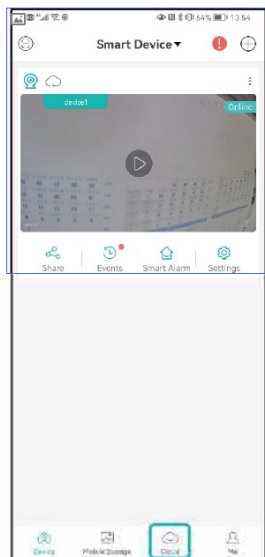 64% 13:54
Smart Device
device1
Online
Share Events Smart Alarm Settings
Device Mobile Storage Cloud Me